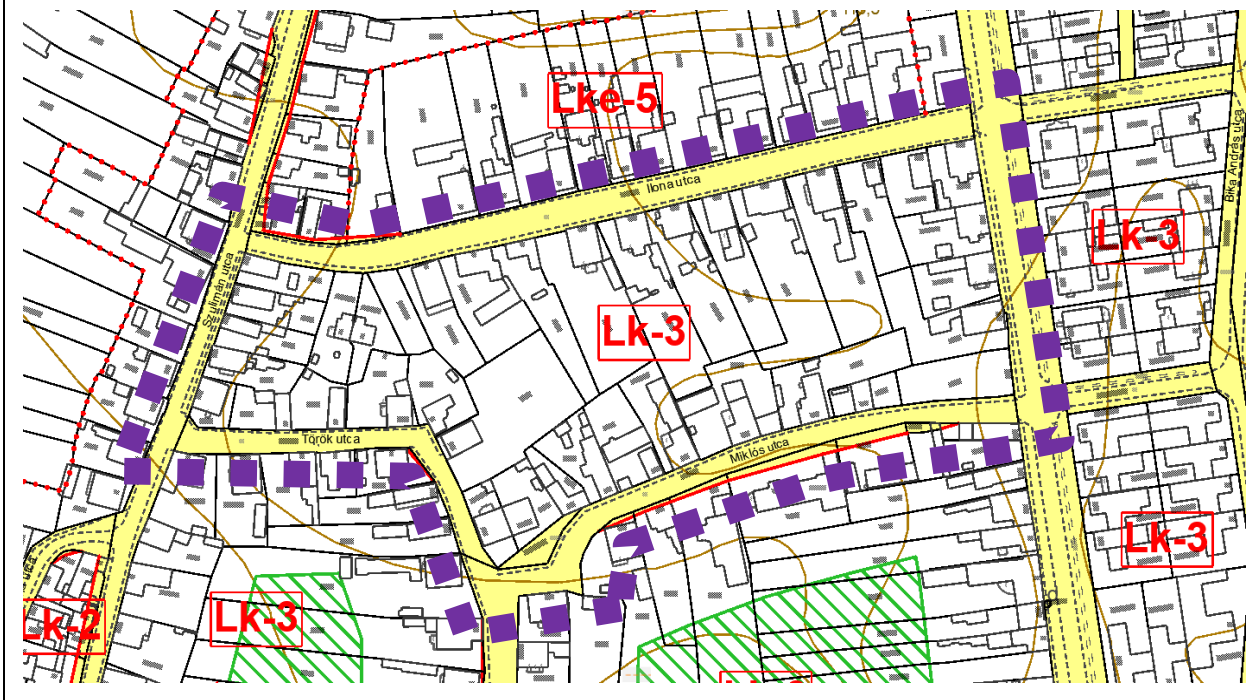 Lke-5
Ilona utca
Bika András utca
Lk-3
Szulimán utca
Lk-3
Török utca
Miklós utca
Lk-3
utca
Lk-2
Lk-3
P